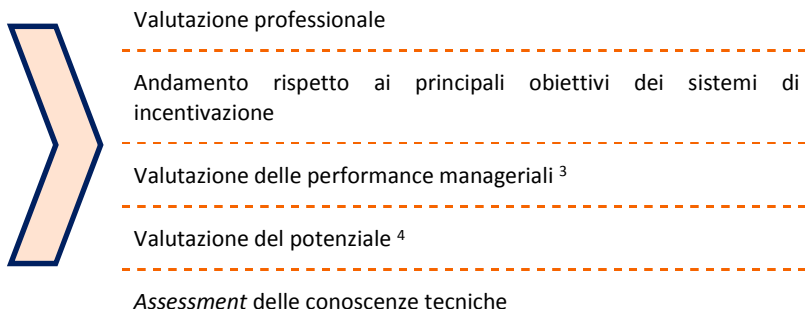 Valutazione professionale
Andamento rispetto ai principali obiettivi dei sistemi di
incentivazione
Valutazione delle performance manageriali ³
Valutazione del potenziale ⁴
Assessment delle conoscenze tecniche